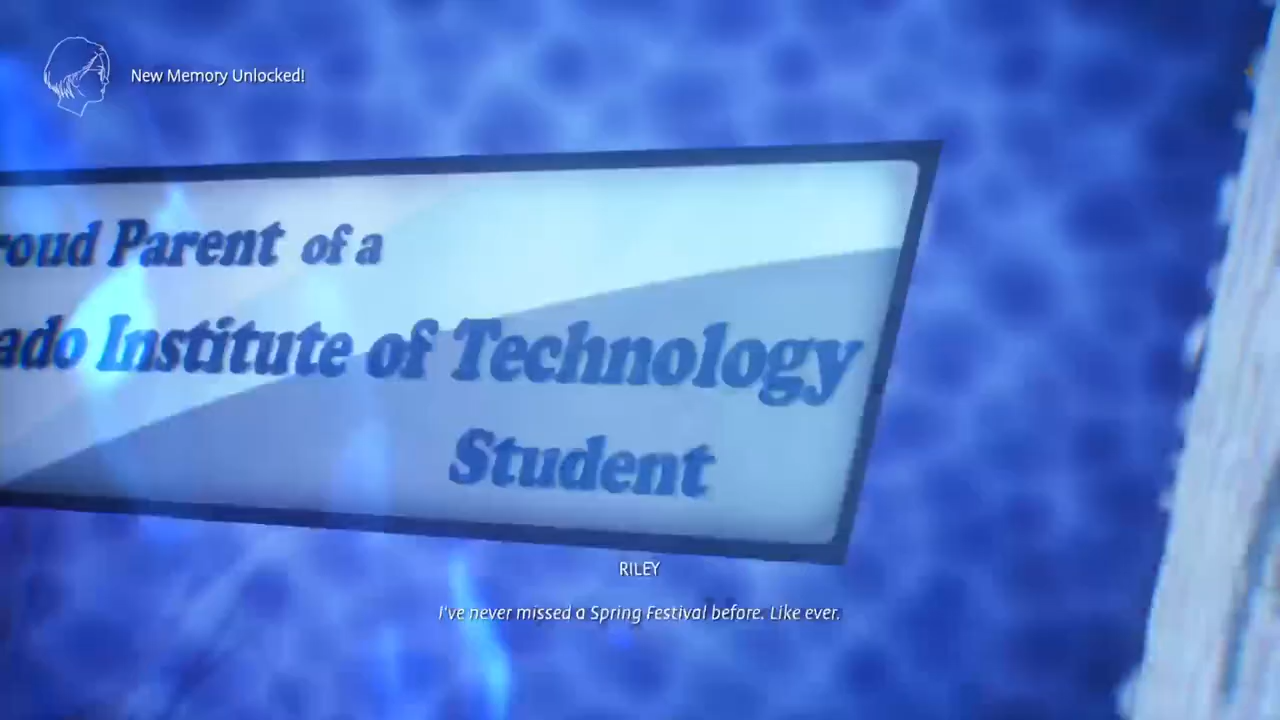 New Memory Unlocked!
roud Parent of a
ado Institute of Technology
Student
RILEY
I've never missed a Spring Festival before. Like ever.